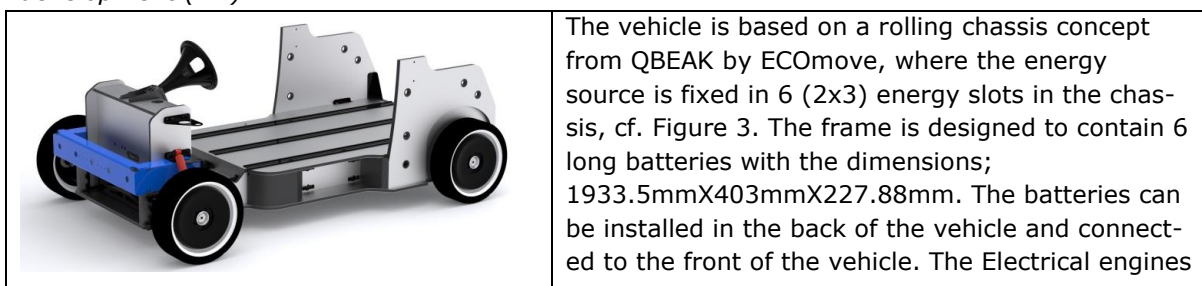 The vehicle is based on a rolling chassis concept
from QBEAK by ECOmove, where the energy
source is fixed in 6 (2x3) energy slots in the chas-
sis, cf. Figure 3. The frame is designed to contain 6
long batteries with the dimensions;
1933.5mmX403mmX227.88mm. The batteries can
be installed in the back of the vehicle and connect-
ed to the front of the vehicle. The Electrical engines